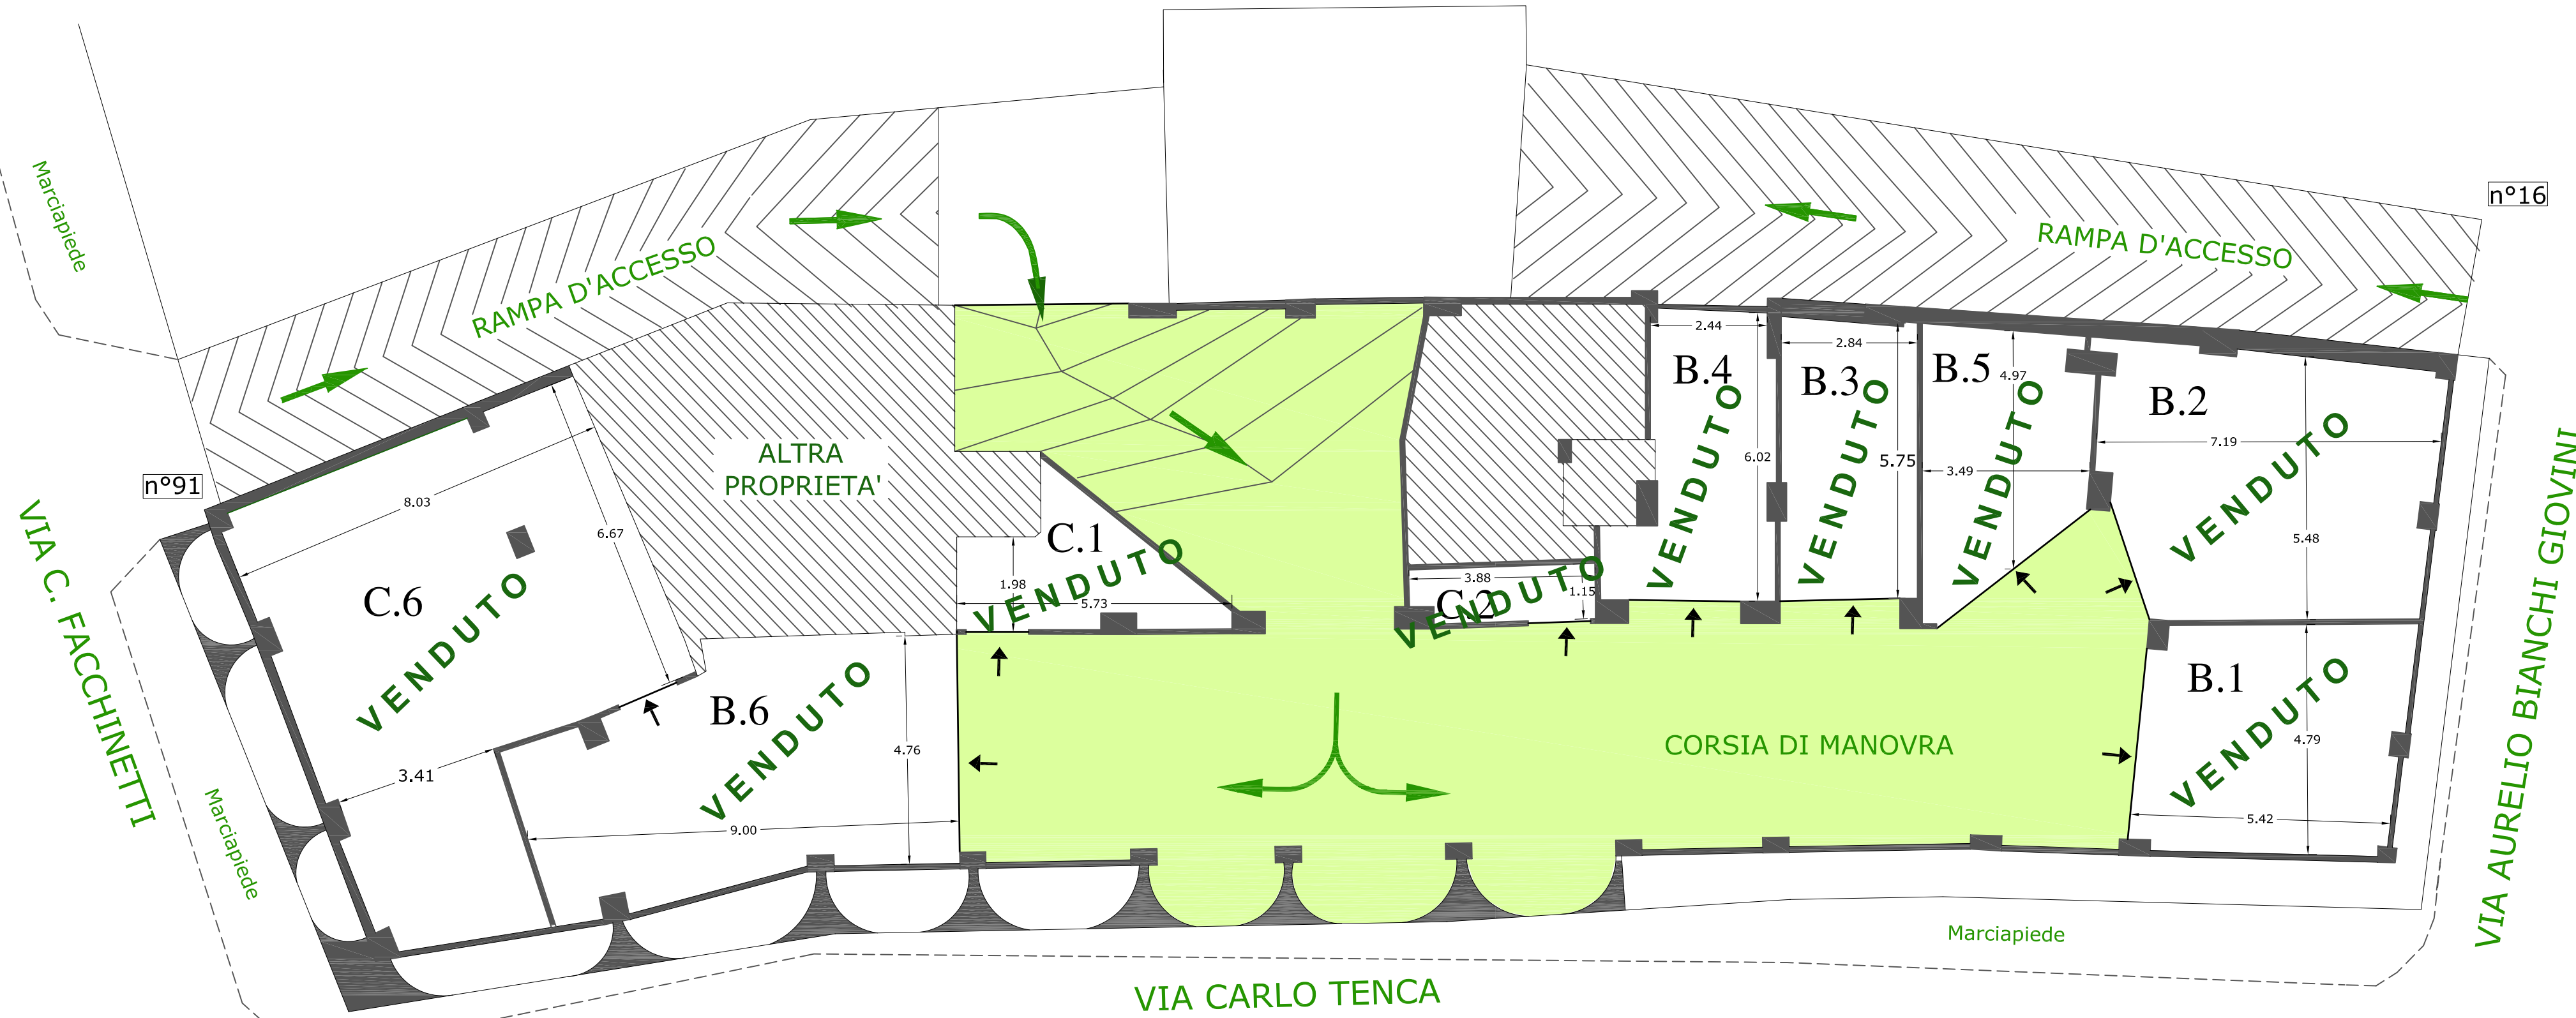 n°16
Marciapiede
RAMPA D'ACCESSO
RAMPA D'ACCESSO
2.44
2.84
B.4
B.3
B.5
4.97
B.2
7.19
VENDUTO
VENDUTO
VENDUTO
VENDUTO
6.02
5.75
3.49
5.48
ALTRA
PROPRIETA'
n°91
8.03
6.67
C.6
VENDUTO
3.41
C.1
1.98
5.73
VENDUTO
3.88
1.15
C.2
VENDUTO
B.6
VENDUTO
4.76
9.00
CORSIA DI MANOVRA
B.1
4.79
VENDUTO
5.42
VIA C. FACCHINETTI
Marciapiede
VIA AURELIO BIANCHI GIOVINI
Marciapiede
VIA CARLO TENCA